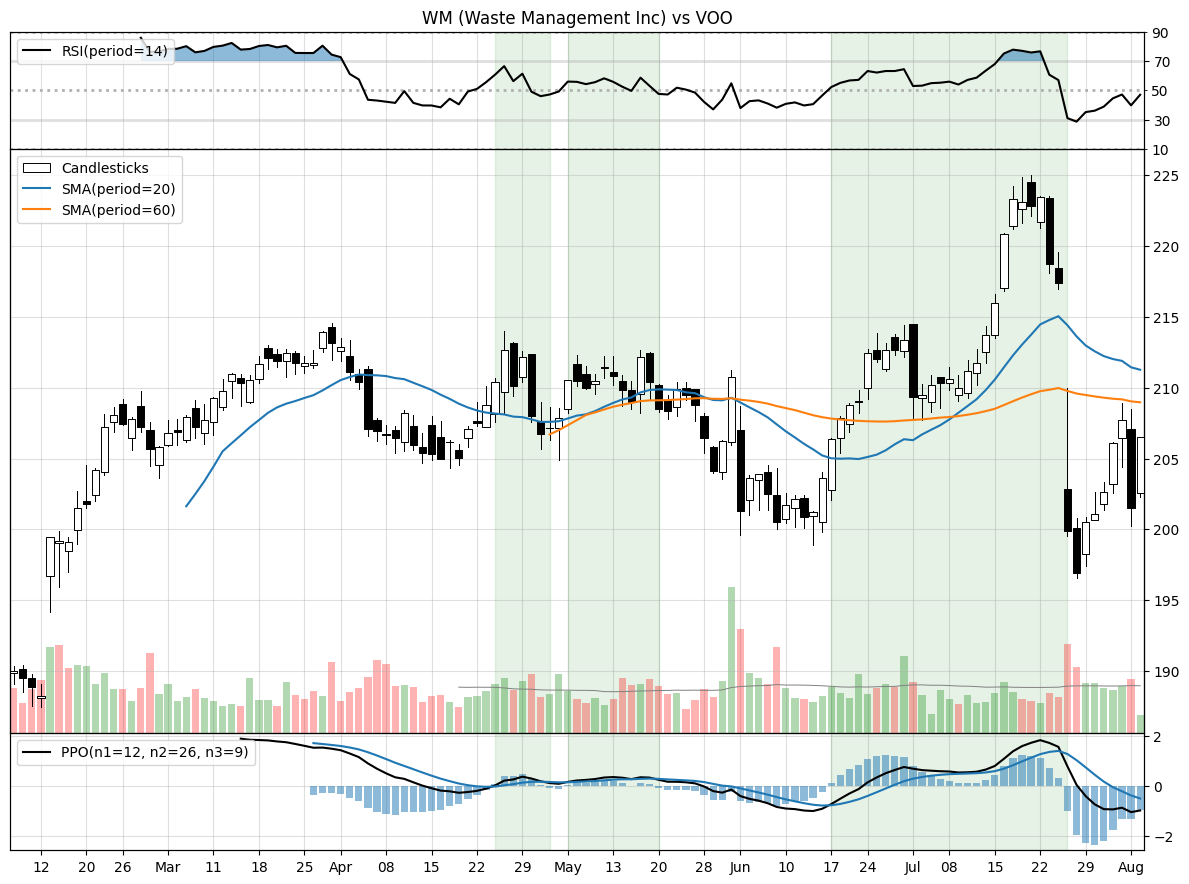 WM (Waste Management Inc) vs VOO
RSI(period=14)
90
70
50
30
10
Candlesticks
SMA(period=20)
SMA(period=60)
225
220
215
210
205
200
195
190
PPO(n1=12, n2=26, n3=9)
2
0
−2
12 20 26 Mar 11 18 25 Apr 08 15 22 29 May 13 20 28 Jun 10 17 24 Jul 08 15 22 29 Aug